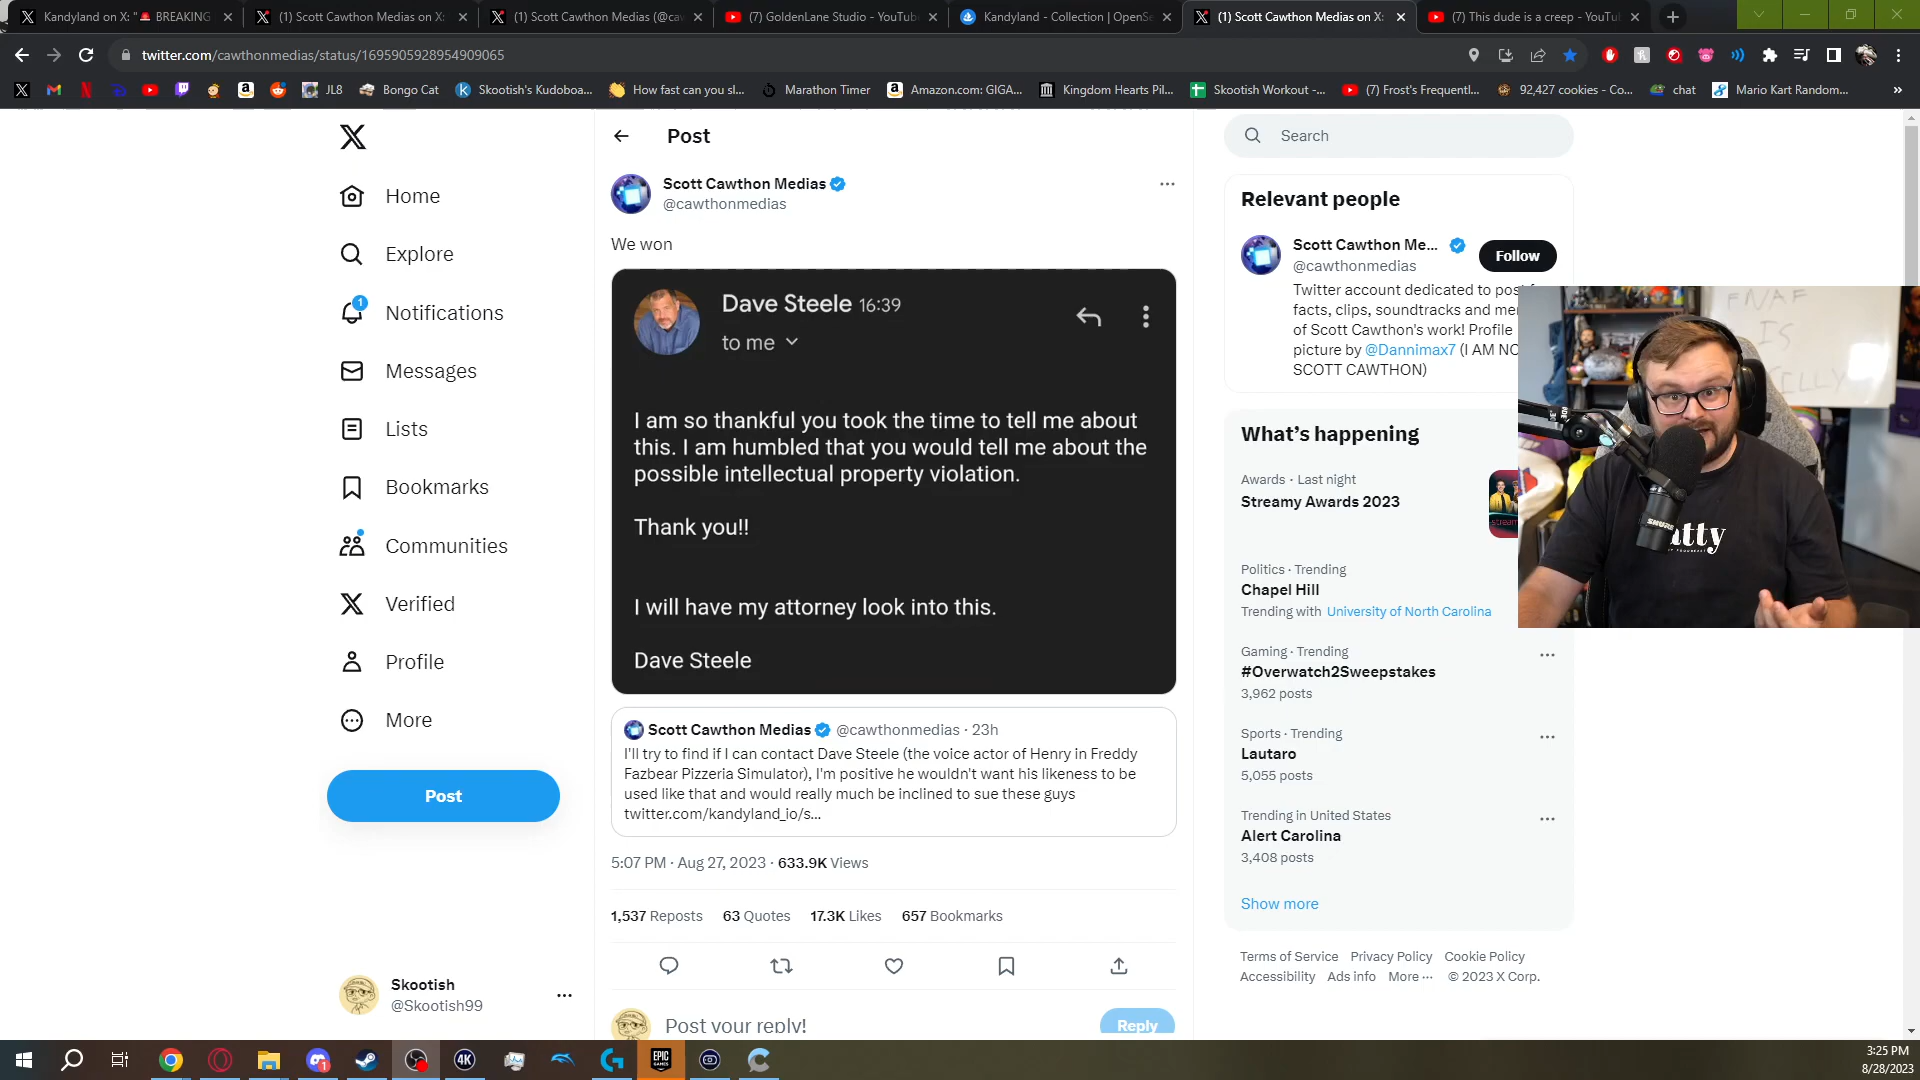 Kandyland on X: "🚨 BREAKING
(1) Scott Cawthon Medias on X:
(1) Scott Cawthon Medias (@caw
(7) GoldenLane Studio - YouTub
Kandyland - Collection | OpenSe
(1) Scott Cawthon Medias on X:
(7) This dude is a creep - YouTu
twitter.com/cawthonmedias/status/1695905928954909065
JL8
Bongo Cat
Skootish's Kudoboa...
How fast can you sl...
Marathon Timer
Amazon.com: GIGA...
Kingdom Hearts Pil...
Skootish Workout -...
(7) Frost's Frequentl...
92,427 cookies - Co...
chat
Mario Kart Random...
Home
Explore
1
Notifications
Messages
Lists
Bookmarks
Communities
Verified
Profile
More
Post
Skootish
@Skootish99
Post
Scott Cawthon Medias
@cawthonmedias
We won
Dave Steele 16:39
to me
I am so thankful you took the time to tell me about
this. I am humbled that you would tell me about the
possible intellectual property violation.
Thank you!!
I will have my attorney look into this.
Dave Steele
Scott Cawthon Medias @cawthonmedias · 23h
I'll try to find if I can contact Dave Steele (the voice actor of Henry in Freddy
Fazbear Pizzeria Simulator), I'm positive he wouldn't want his likeness to be
used like that and would really much be inclined to sue these guys
twitter.com/kandyland_io/s...
5:07 PM · Aug 27, 2023 · 633.9K Views
1,537 Reposts 63 Quotes 17.3K Likes 657 Bookmarks
Post your reply!
Reply
Search
Relevant people
Scott Cawthon Me...
@cawthonmedias
Follow
Twitter account dedicated to post
facts, clips, soundtracks and me
of Scott Cawthon's work! Profile
picture by @Dannimax7 (I AM NO
SCOTT CAWTHON)
FNAF
IS
What's happening
Awards · Last night
Streamy Awards 2023
Politics · Trending
Chapel Hill
Trending with University of North Carolina
Gaming · Trending
#Overwatch2Sweepstakes
3,962 posts
Sports · Trending
Lautaro
5,055 posts
Trending in United States
Alert Carolina
3,408 posts
Show more
Terms of Service Privacy Policy Cookie Policy
Accessibility Ads info More ··· © 2023 X Corp.
SHURE
tty
4K
EPIC
GAMES
3:25 PM
8/28/2023